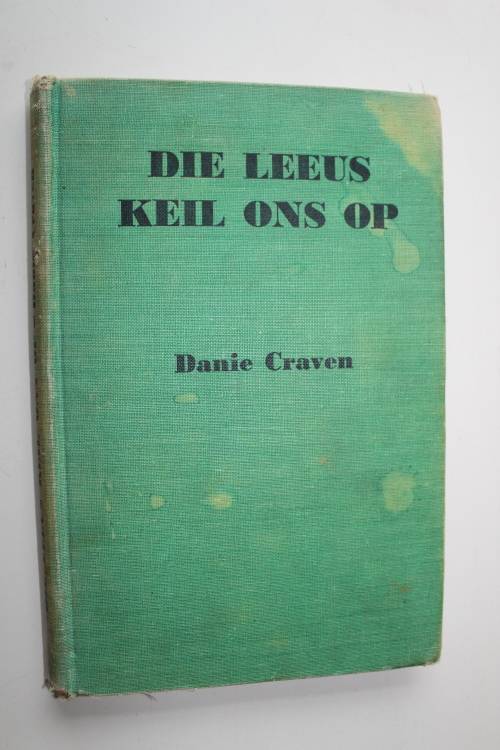 DIE LEEUS
KEIL ONS OP
Danie Craven